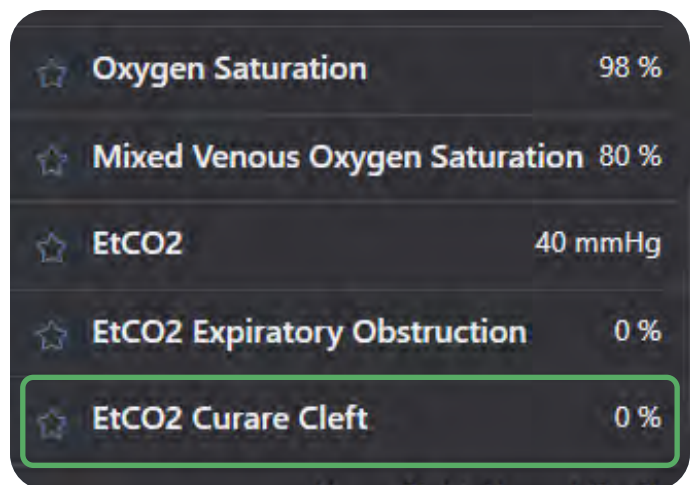 Oxygen Saturation 98 %
Mixed Venous Oxygen Saturation 80 %
EtCO2 40 mmHg
EtCO2 Expiratory Obstruction 0 %
EtCO2 Curare Cleft 0 %